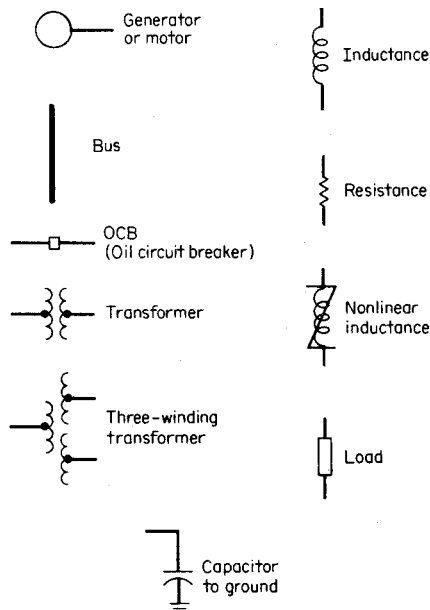 Generator
or motor
Bus
OCB
(Oil circuit breaker)
Transformer
Three-winding
transformer
Inductance
Resistance
Nonlinear
inductance
Load
Capacitor
to ground